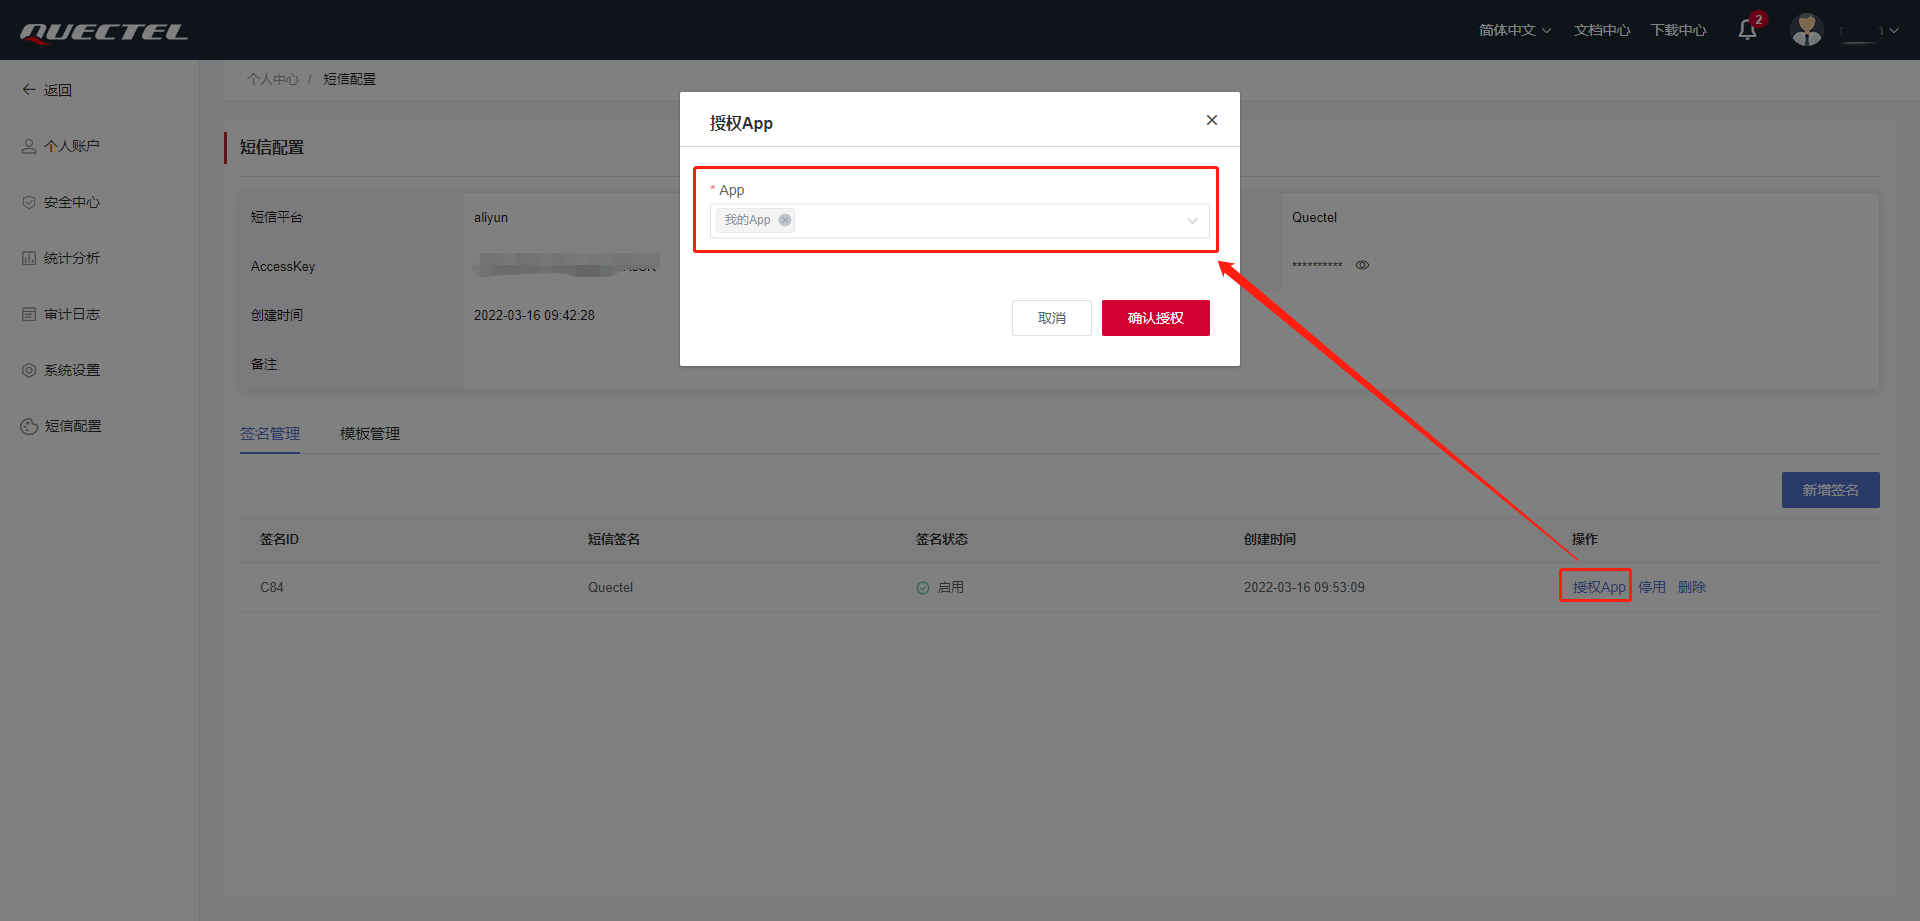 QUECTEL
简体中文
文档中心
下载中心
2
返回
个人账户
安全中心
统计分析
审计日志
系统设置
短信配置
个人中心 / 短信配置
短信配置
短信平台 aliyun
Quectel
AccessKey
**********
创建时间 2022-03-16 09:42:28
备注
授权App
* App
我的App
取消
确认授权
签名管理 模板管理
新增签名
签名ID 短信签名 签名状态 创建时间 操作
C84 Quectel 启用 2022-03-16 09:53:09 授权App 停用 删除